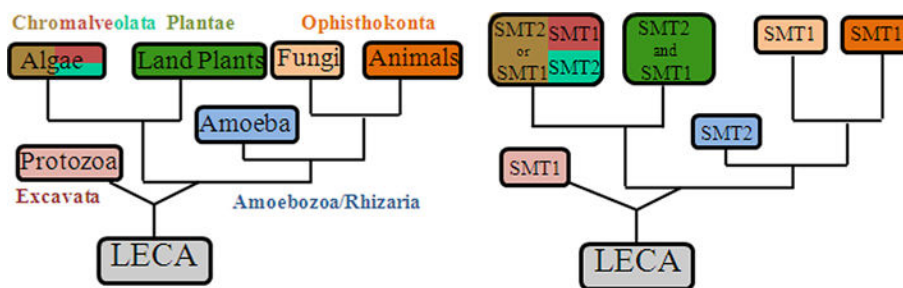 Chromalveolata Plantae
Ophisthokonta
Algae
Land Plants
Fungi
Animals
Amoeba
Protozoa
Excavata
Amoebozoa/Rhizaria
LECA
SMT2
or
SMT1
SMT1
SMT2
SMT2
and
SMT1
SMT1
SMT1
SMT2
SMT1
LECA